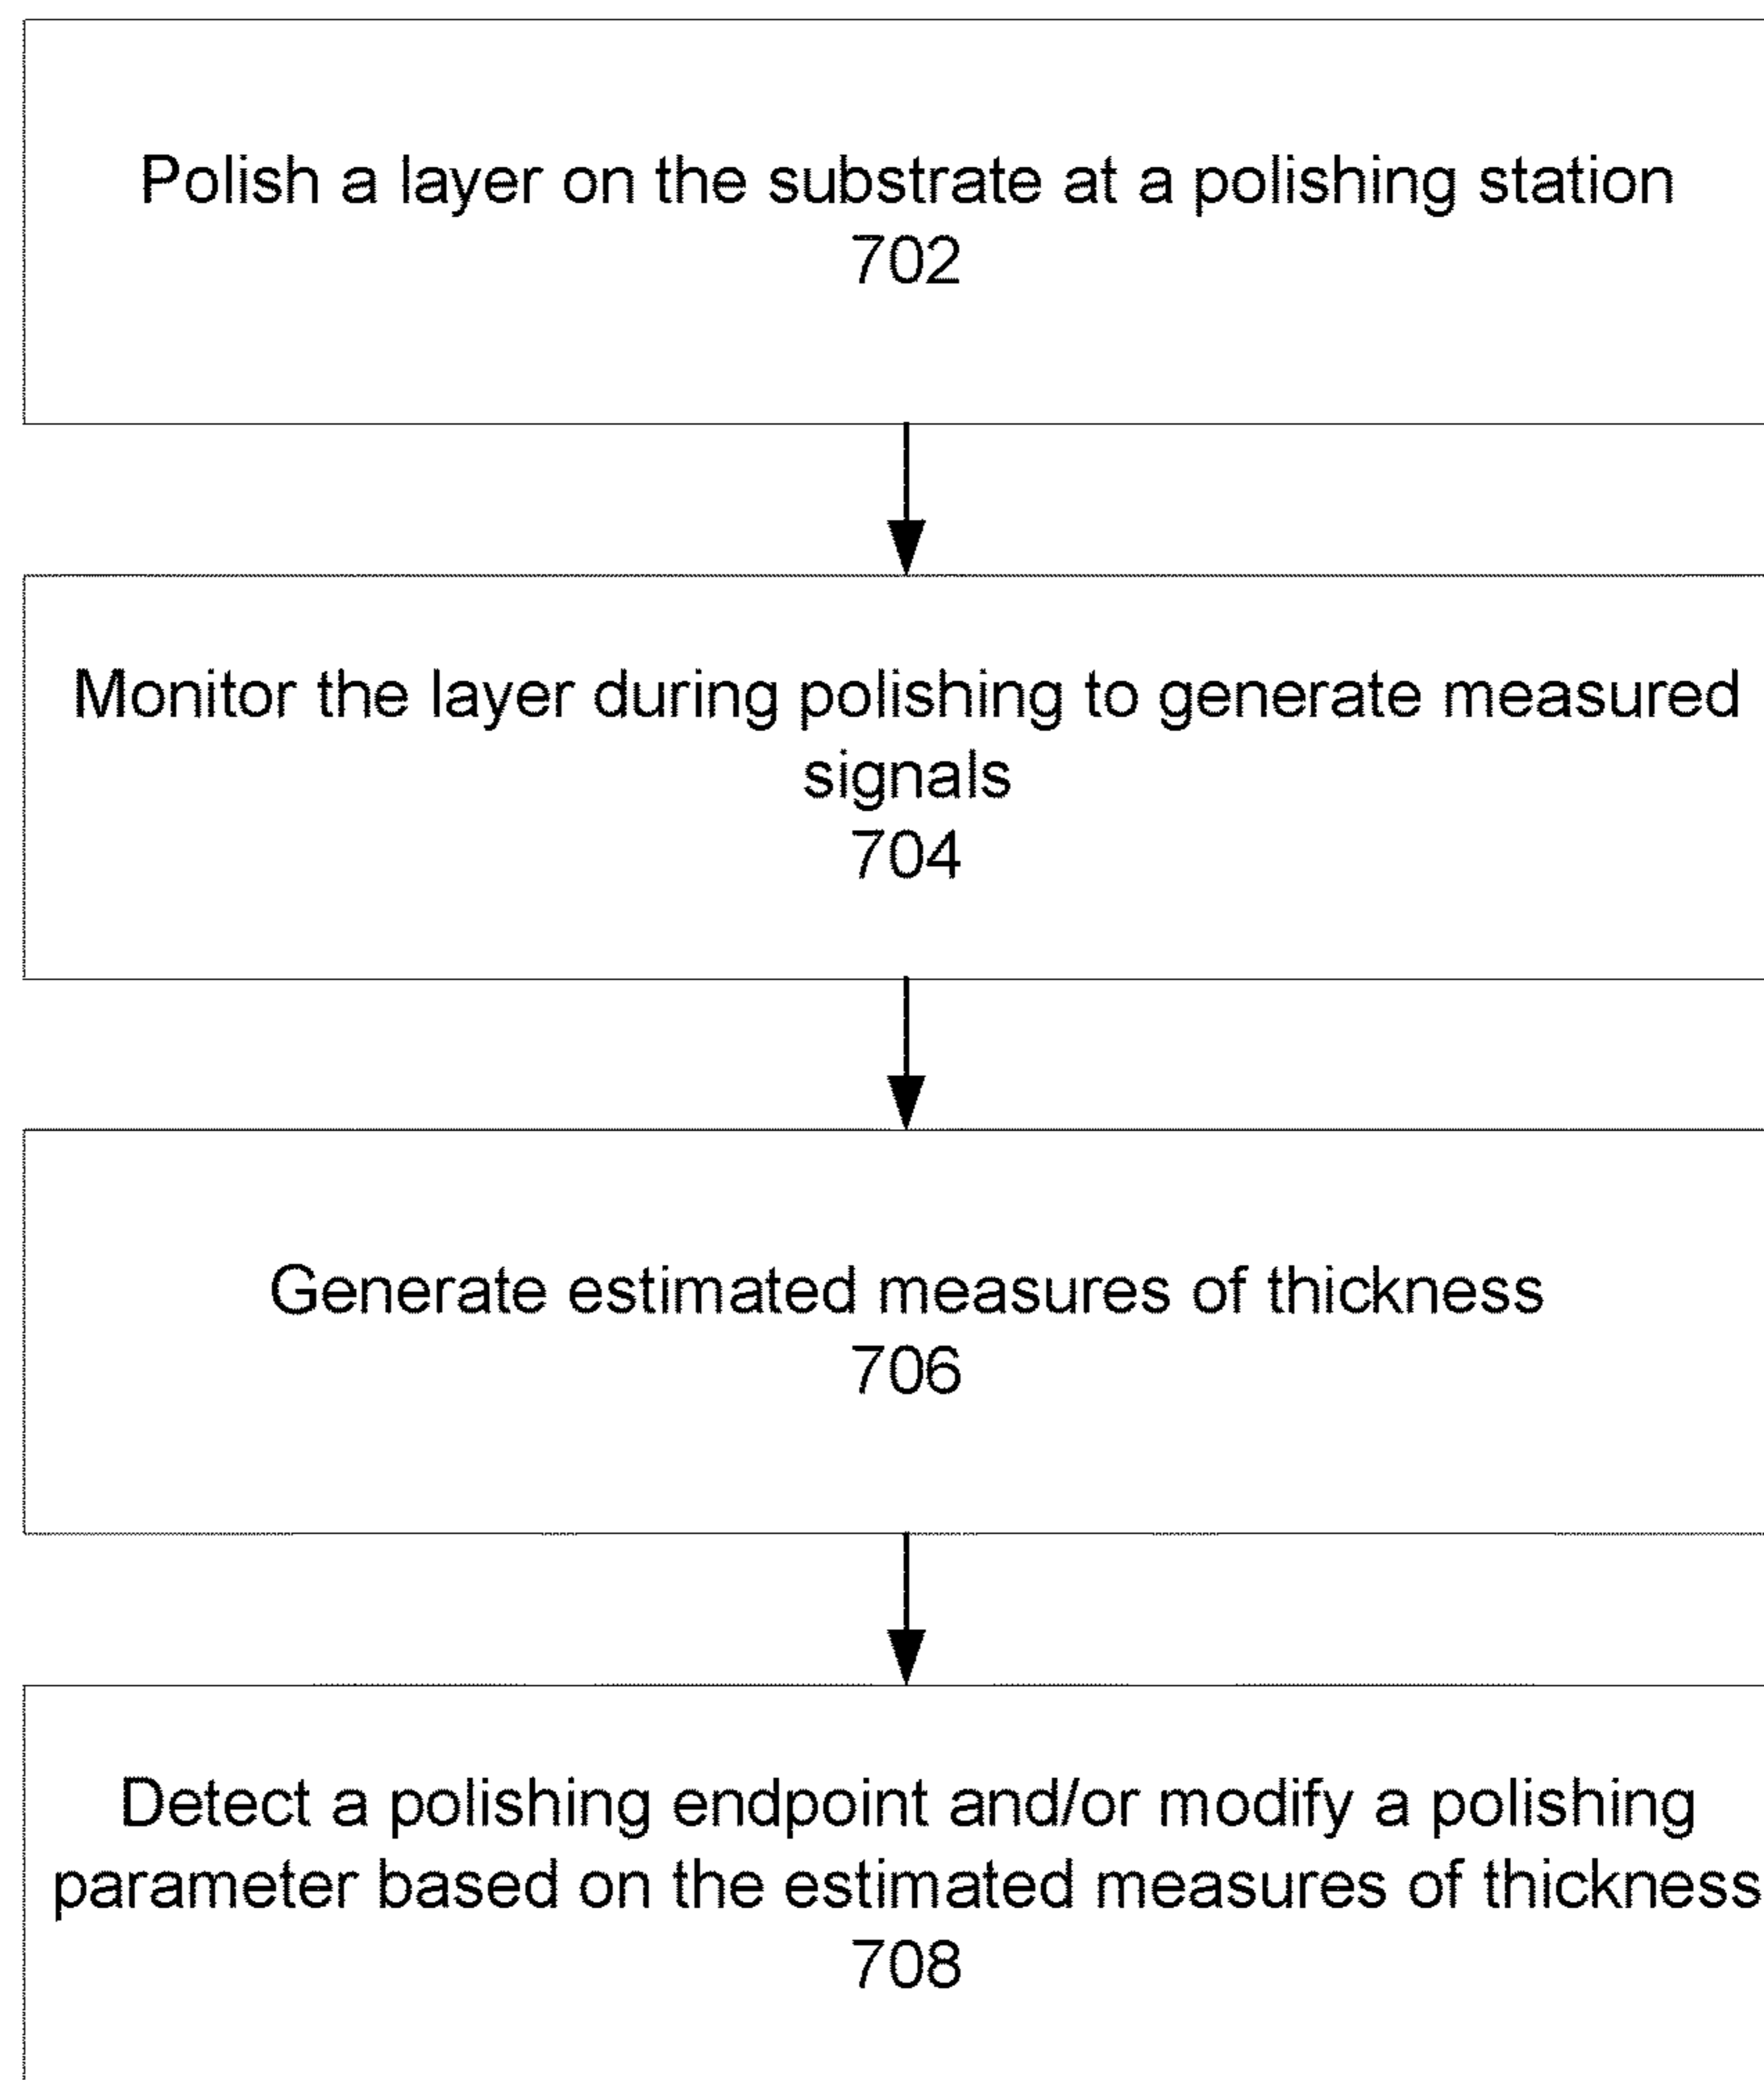 Polish a layer on the substrate at a polishing station
702
Monitor the layer during polishing to generate measured
signals
704
Generate estimated measures of thickness
706
Detect a polishing endpoint and/or modify a polishing
parameter based on the estimated measures of thickness
708